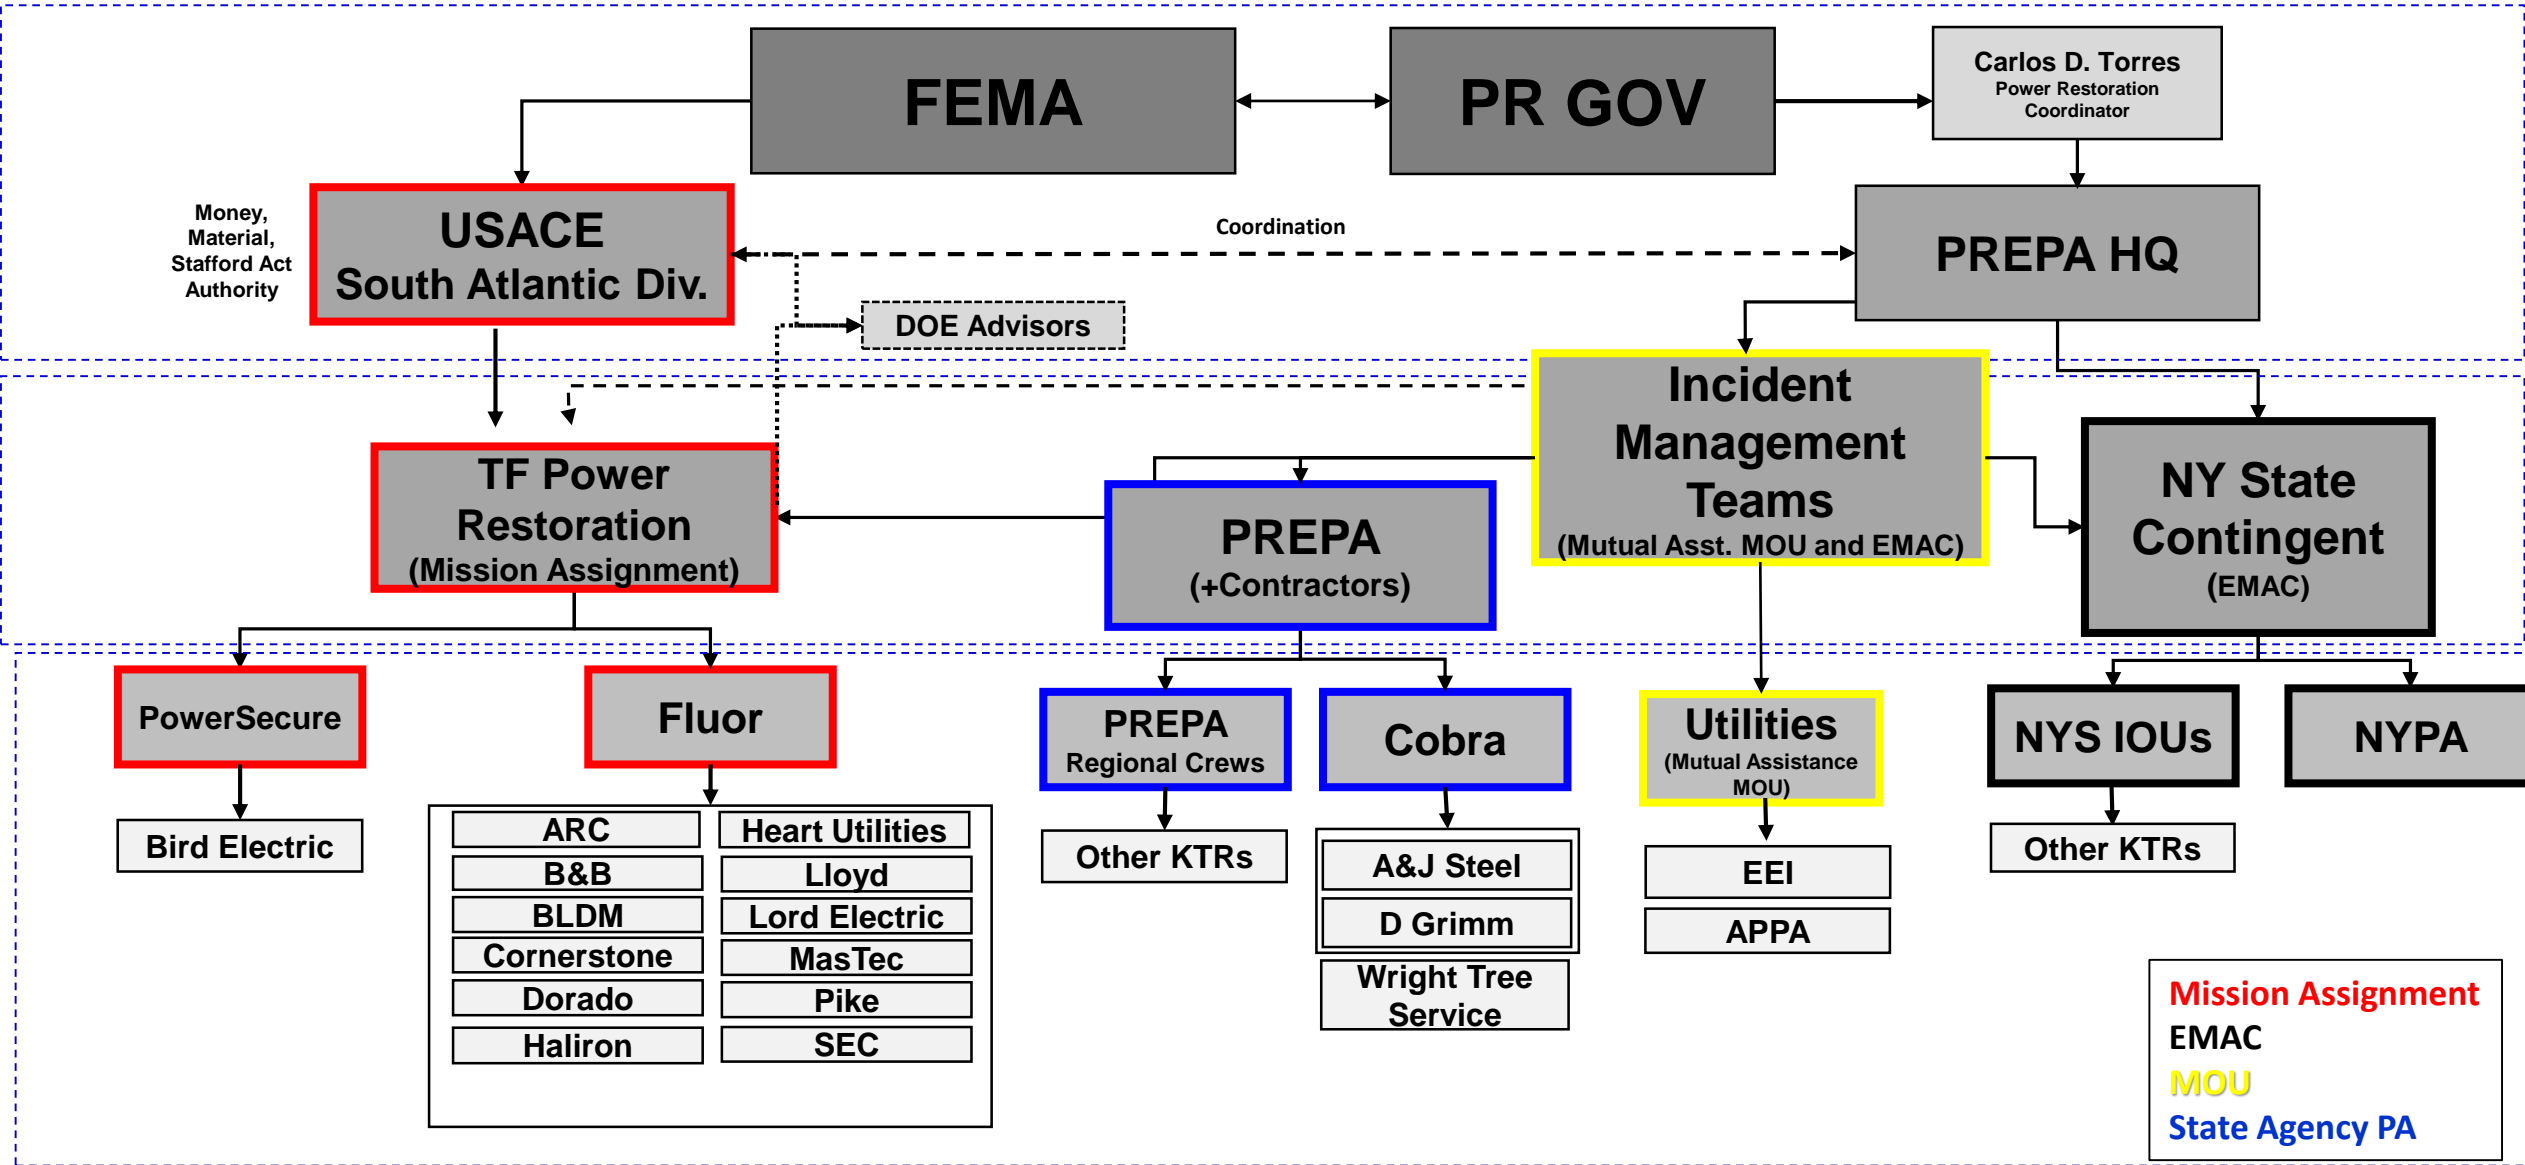 FEMA
PR GOV
Carlos D. Torres
Power Restoration
Coordinator
Money,
Material,
Stafford Act
Authority
USACE
South Atlantic Div.
Coordination
PREPA HQ
DOE Advisors
Incident
Management
Teams
(Mutual Asst. MOU and EMAC)
TF Power
Restoration
(Mission Assignment)
PREPA
(+Contractors)
NY State
Contingent
(EMAC)
PowerSecure
Fluor
PREPA
Regional Crews
Cobra
Utilities
(Mutual Assistance
MOU)
NYS IOUs
NYPA
Bird Electric
ARC
B&B
BLDM
Cornerstone
Dorado
Haliron
Heart Utilities
Lloyd
Lord Electric
MasTec
Pike
SEC
Other KTRs
A&J Steel
D Grimm
Wright Tree
Service
EEI
APPA
Other KTRs
Mission Assignment
EMAC
MOU
State Agency PA